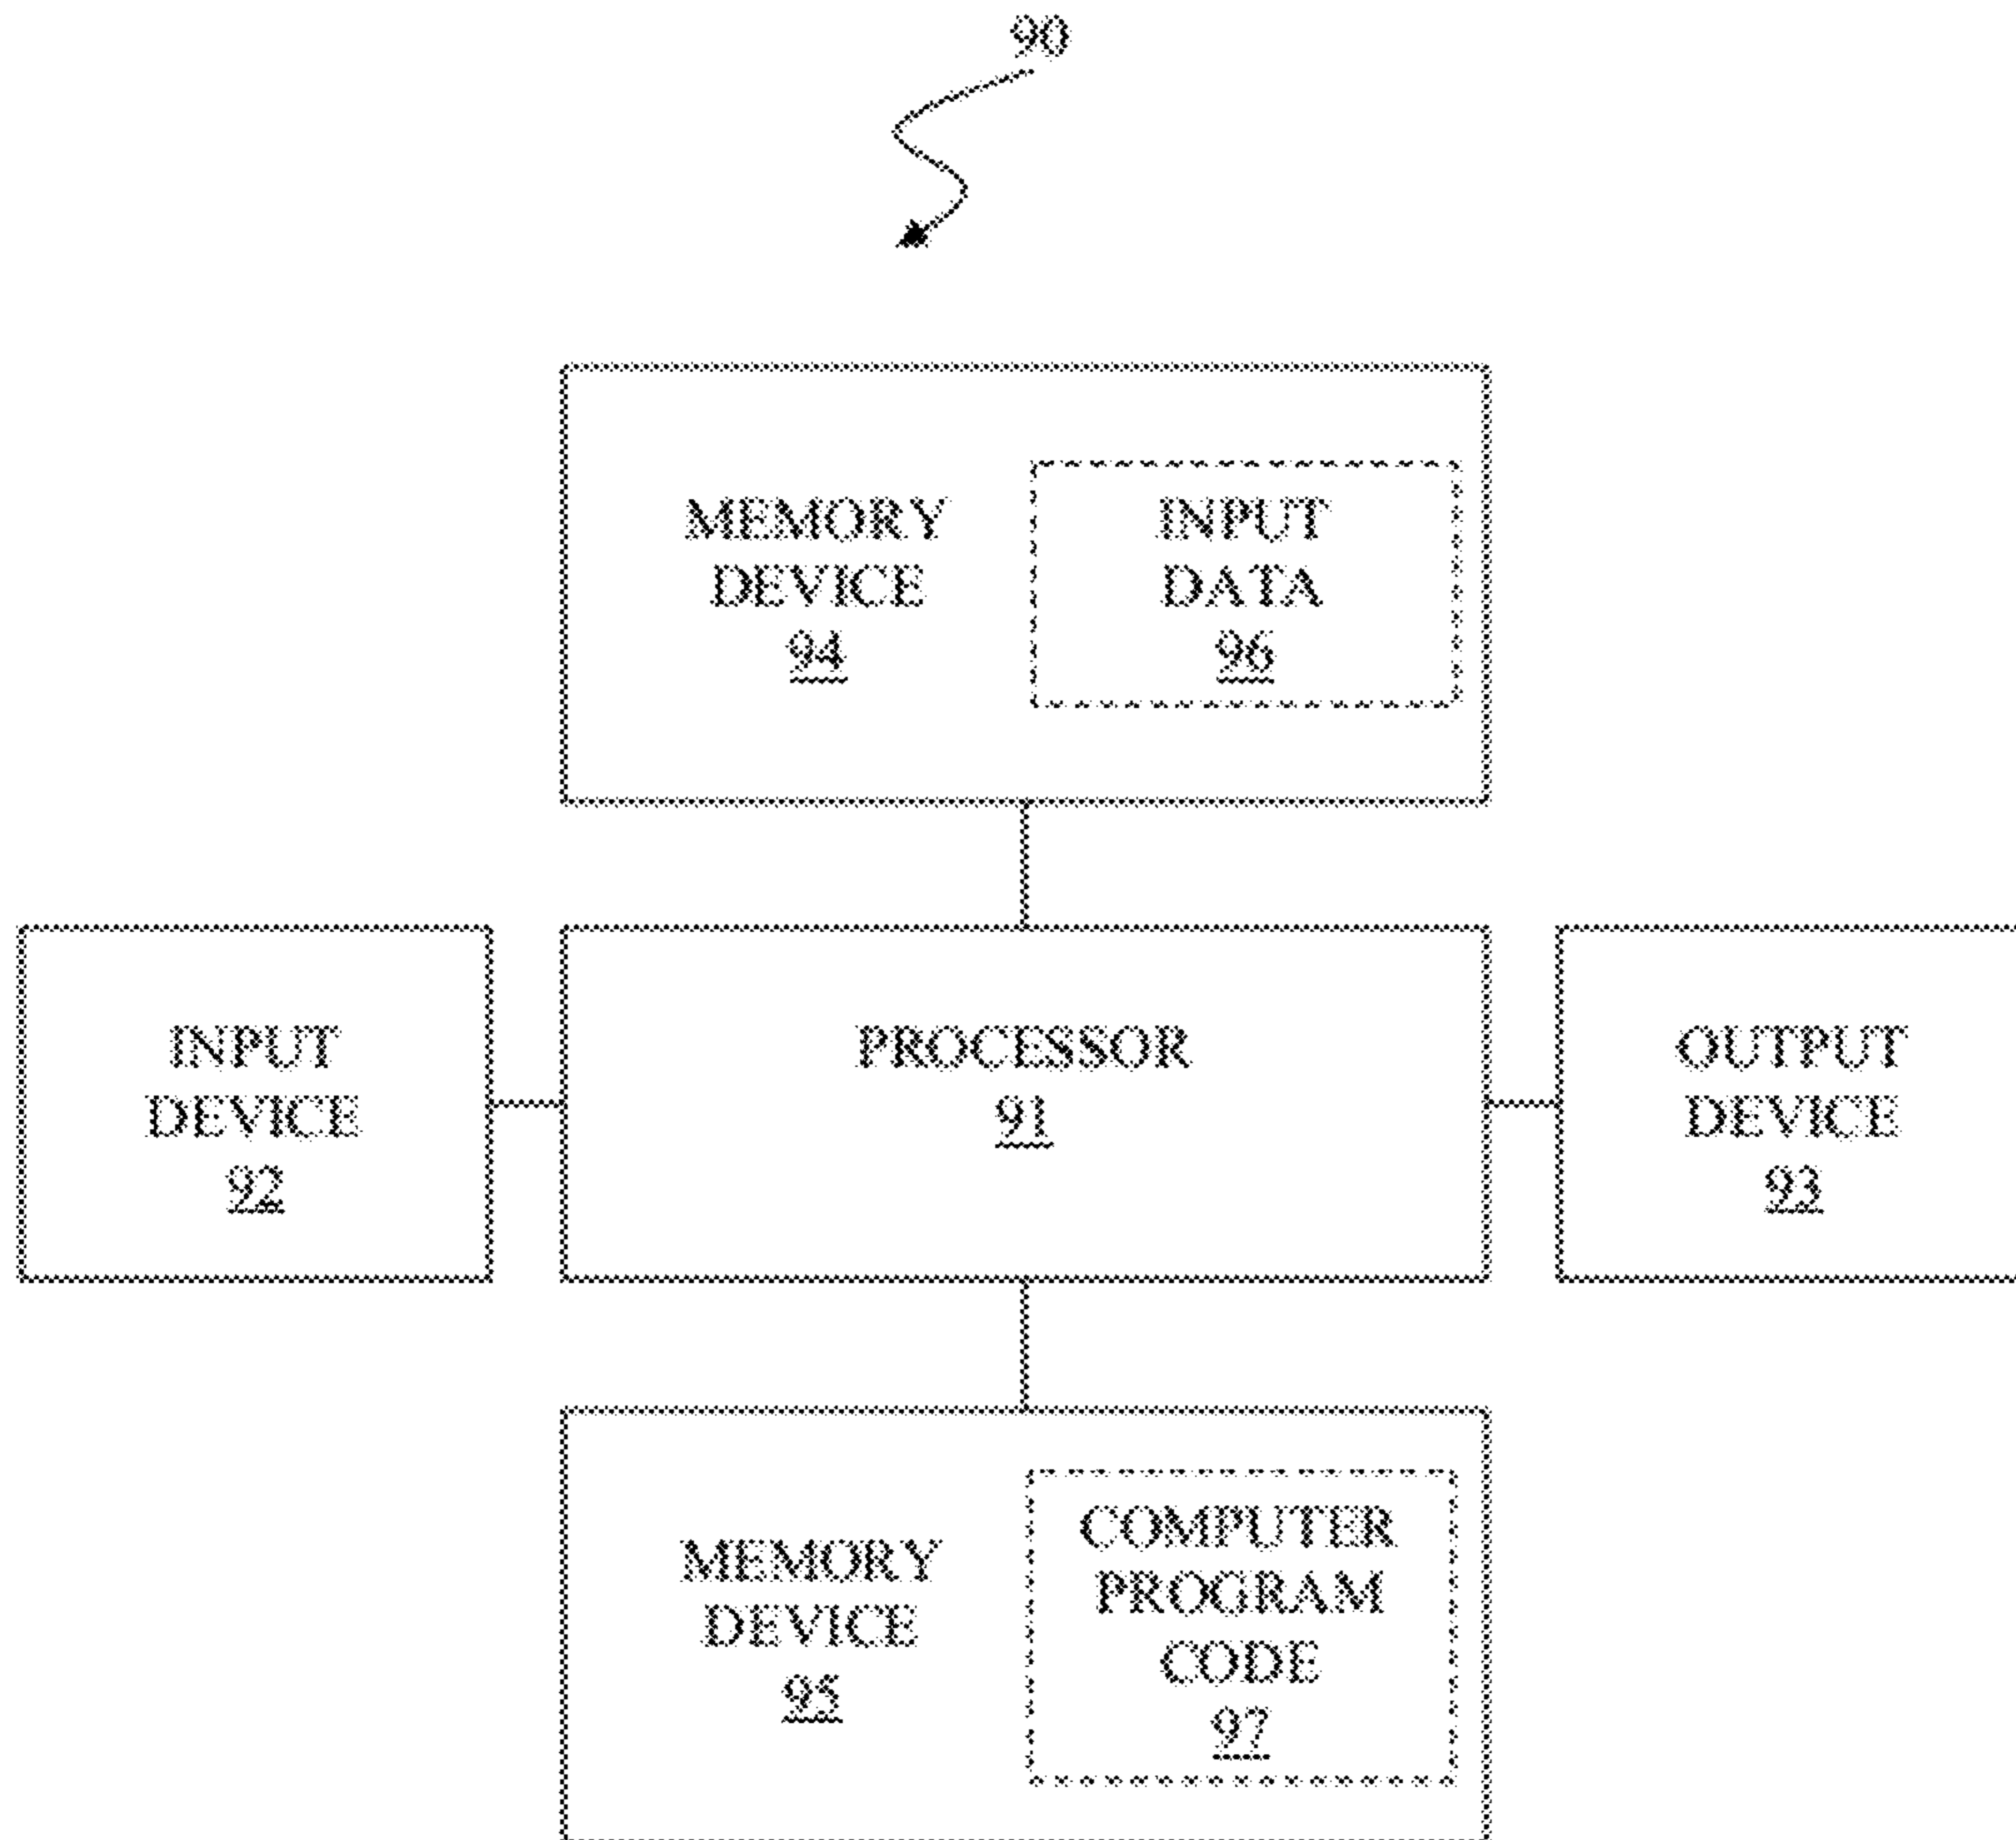 90
MEMORY
DEVICE
94
INPUT
DATA
96
INPUT
DEVICE
92
PROCESSOR
91
OUTPUT
DEVICE
93
MEMORY
DEVICE
95
COMPUTER
PROGRAM
CODE
97